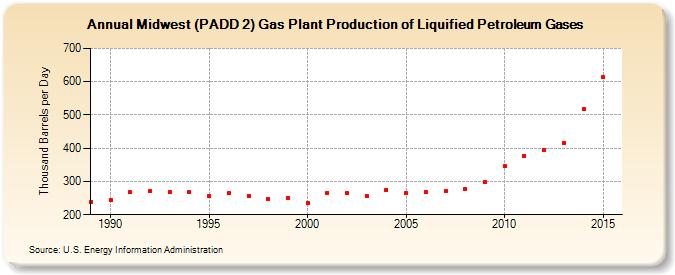 Annual Midwest (PADD 2) Gas Plant Production of Liquified Petroleum Gases
Thousand Barrels per Day
700
600
500
400
300
200
1990 1995 2000 2005 2010 2015
Source: U.S. Energy Information Administration